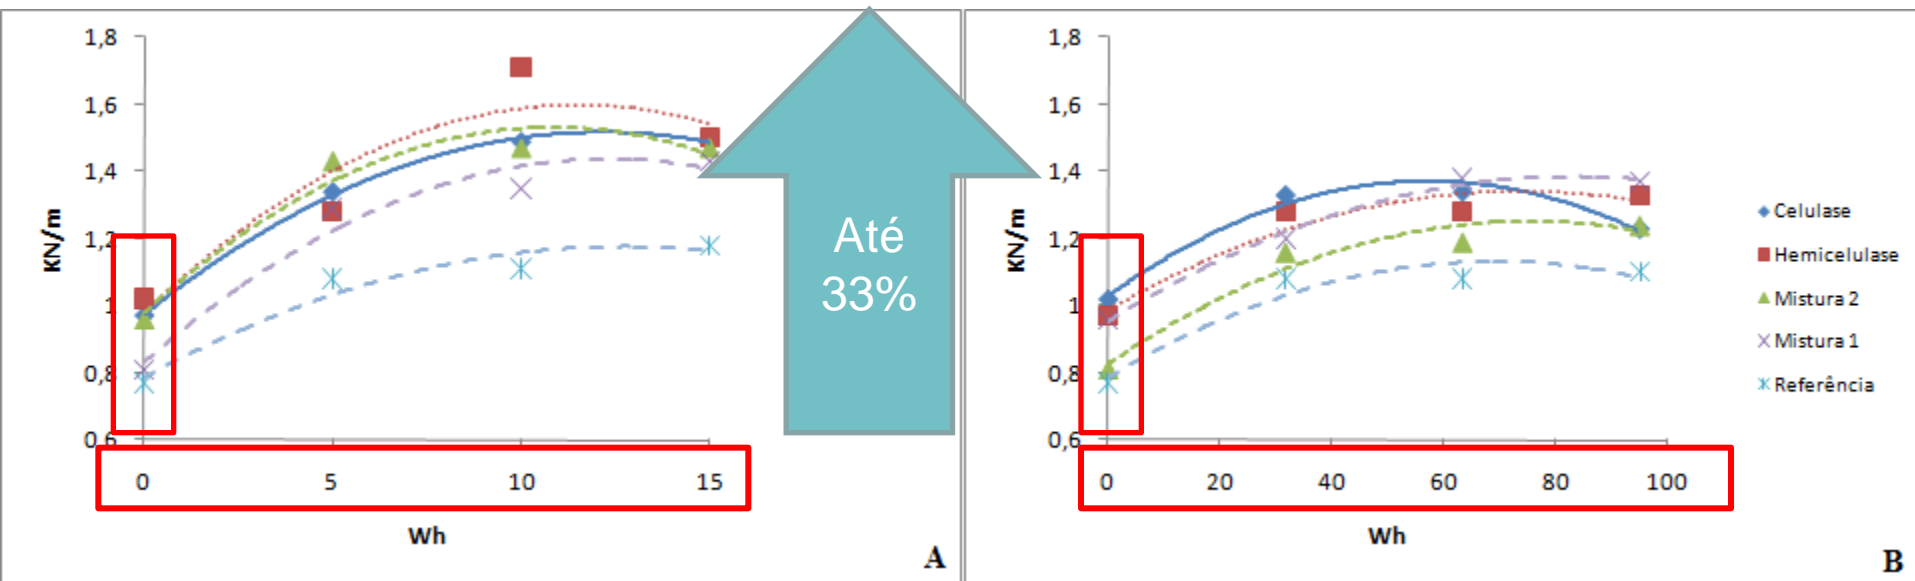 1,8
1,6
1,4
1,2
1
0,8
0,6
KN/m
0 5 10 15
Wh
A
Até
33%
1,8
1,6
1,4
1,2
1
0,8
0,6
KN/m
0 20 40 60 80 100
Wh
B
Celulase
Hemicelulase
Mistura 2
Mistura 1
Referência